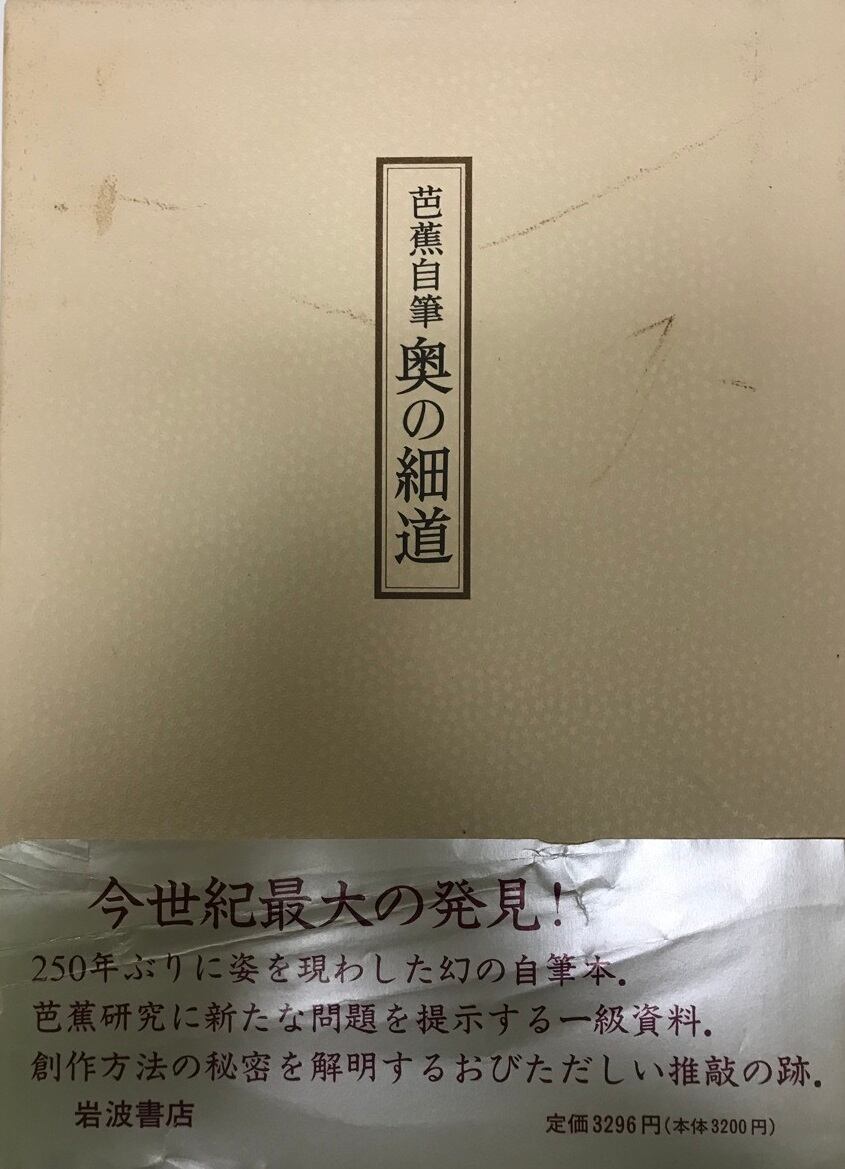 芭蕉自筆 奥の細道
今世紀最大の発見!
250年ぶりに姿を現わした幻の自筆本.
芭蕉研究に新たな問題を提示する一級資料.
創作方法の秘密を解明するおびただしい推敲の跡.
岩波書店
定価3296円(本体3200円)